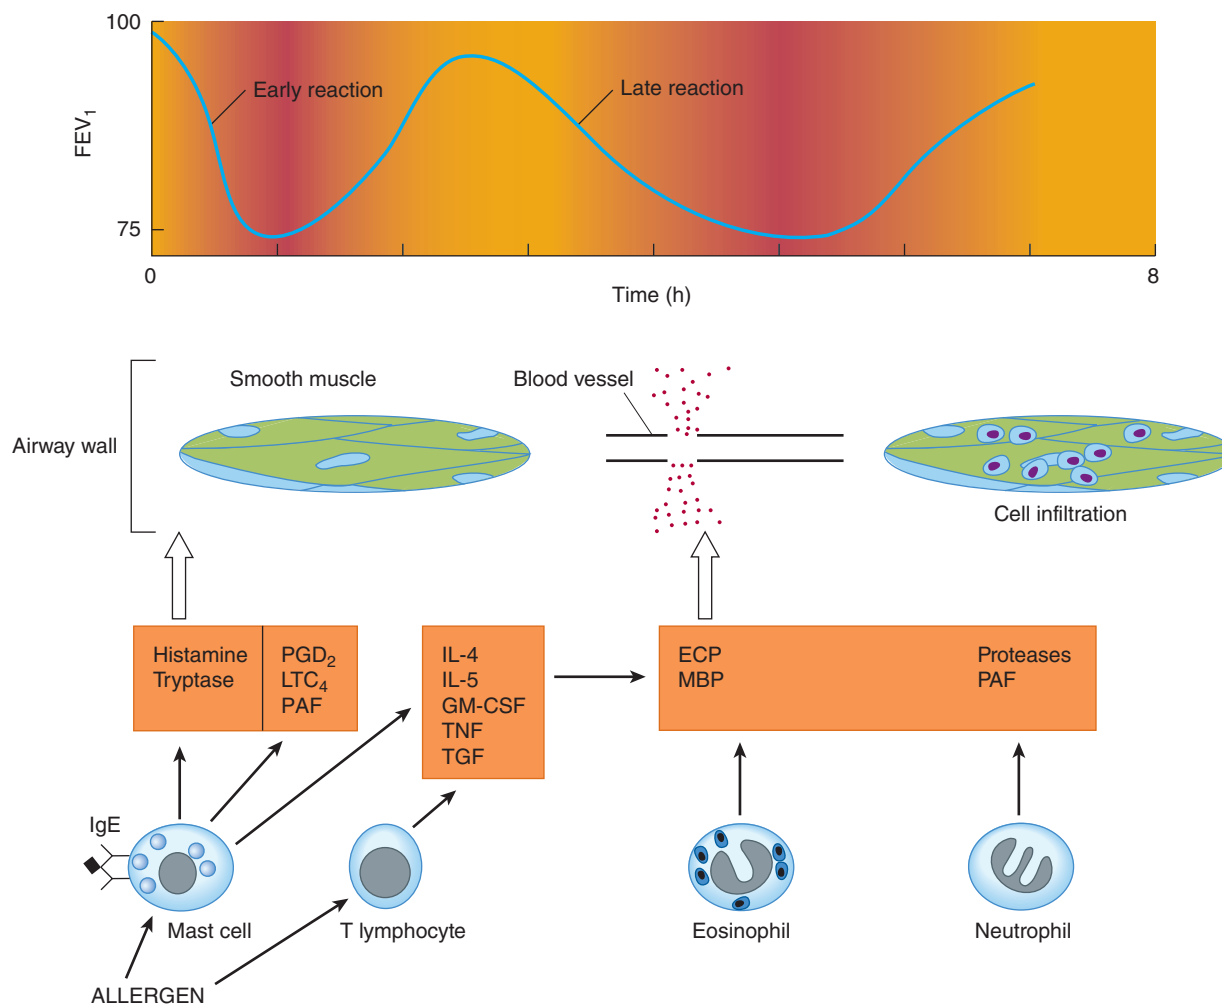 100
FEV1
Early reaction
Late reaction
75
0
8
Time (h)
Airway wall
Smooth muscle
Blood vessel
Cell infiltration
Histamine
Tryptase
PGD2
LTC4
PAF
IL-4
IL-5
GM-CSF
TNF
TGF
ECP
MBP
Proteases
PAF
IgE
Mast cell
T lymphocyte
Eosinophil
Neutrophil
ALLERGEN